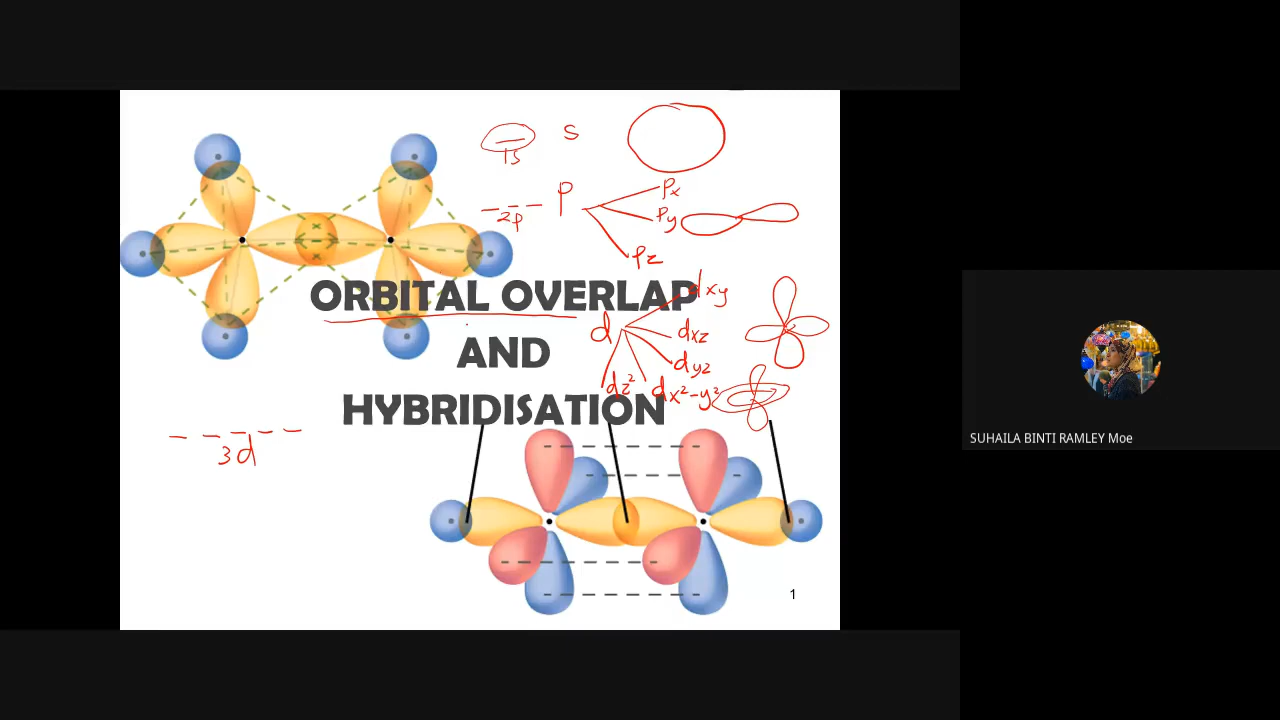 s
1s
p
px
py
2p
pz
ORBITAL OVERLAP
dxy
d
dxz
AND
dyz
dz²
dx²-y²
HYBRIDISATION
3d
SUHAILA BINTI RAMLEY Moe
1